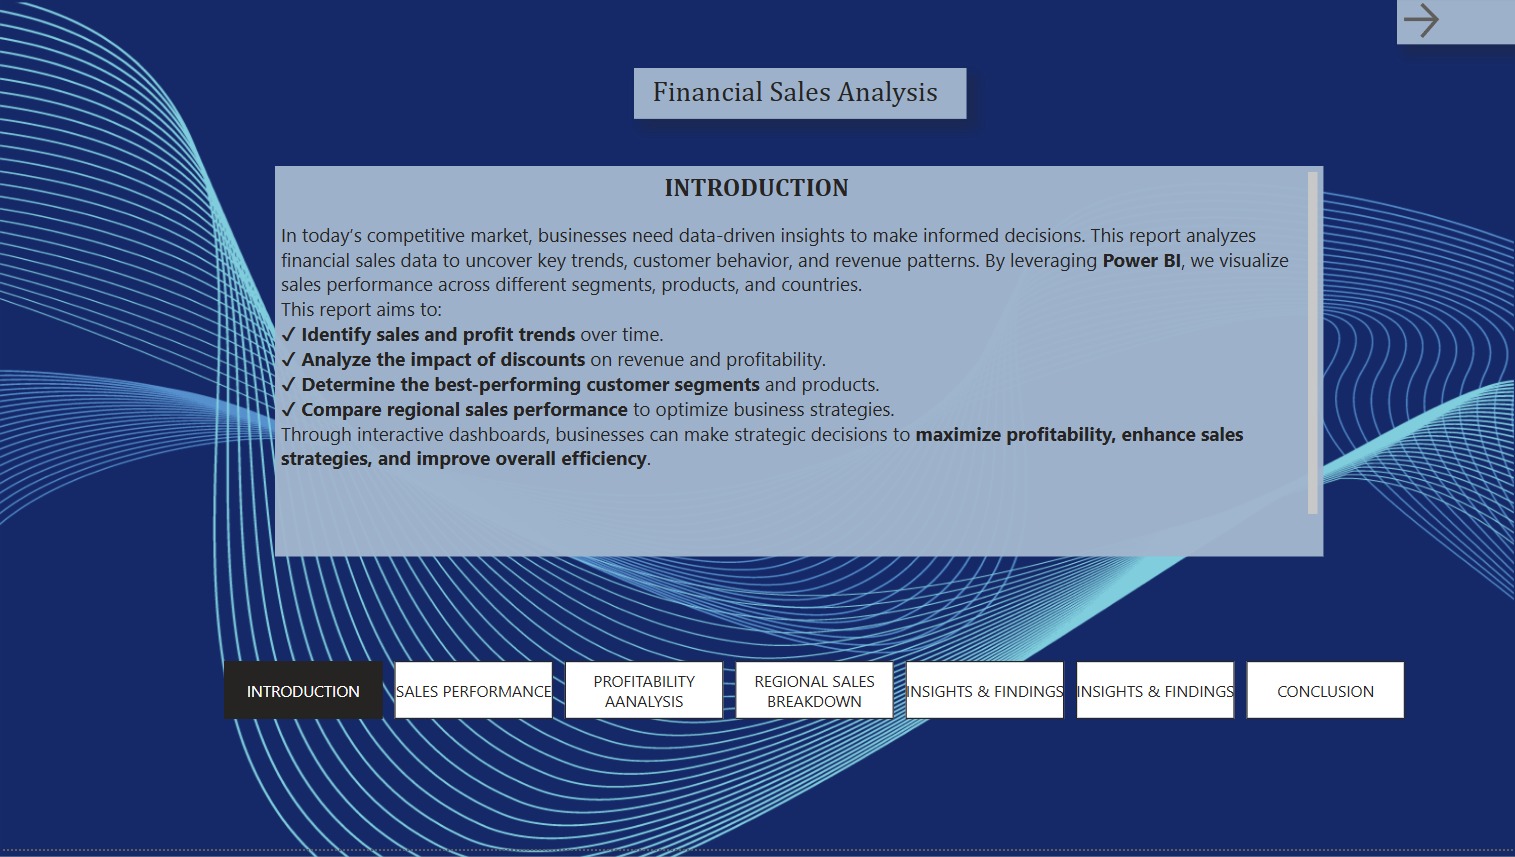 Financial Sales Analysis
INTRODUCTION
In today's competitive market, businesses need data-driven insights to make informed decisions. This report analyzes
financial sales data to uncover key trends, customer behavior, and revenue patterns. By leveraging Power BI, we visualize
sales performance across different segments, products, and countries.
This report aims to:
✓ Identify sales and profit trends over time.
✓ Analyze the impact of discounts on revenue and profitability.
✓ Determine the best-performing customer segments and products.
✓ Compare regional sales performance to optimize business strategies.
Through interactive dashboards, businesses can make strategic decisions to maximize profitability, enhance sales
strategies, and improve overall efficiency.
INTRODUCTION
SALES PERFORMANCE
PROFITABILITY
AANALYSIS
REGIONAL SALES
BREAKDOWN
INSIGHTS & FINDINGS
INSIGHTS & FINDINGS
CONCLUSION